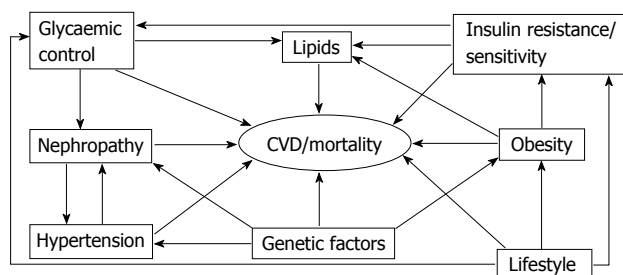 Glycaemic
control
Lipids
Insulin resistance/
sensitivity
Nephropathy
CVD/mortality
Obesity
Hypertension
Genetic factors
Lifestyle